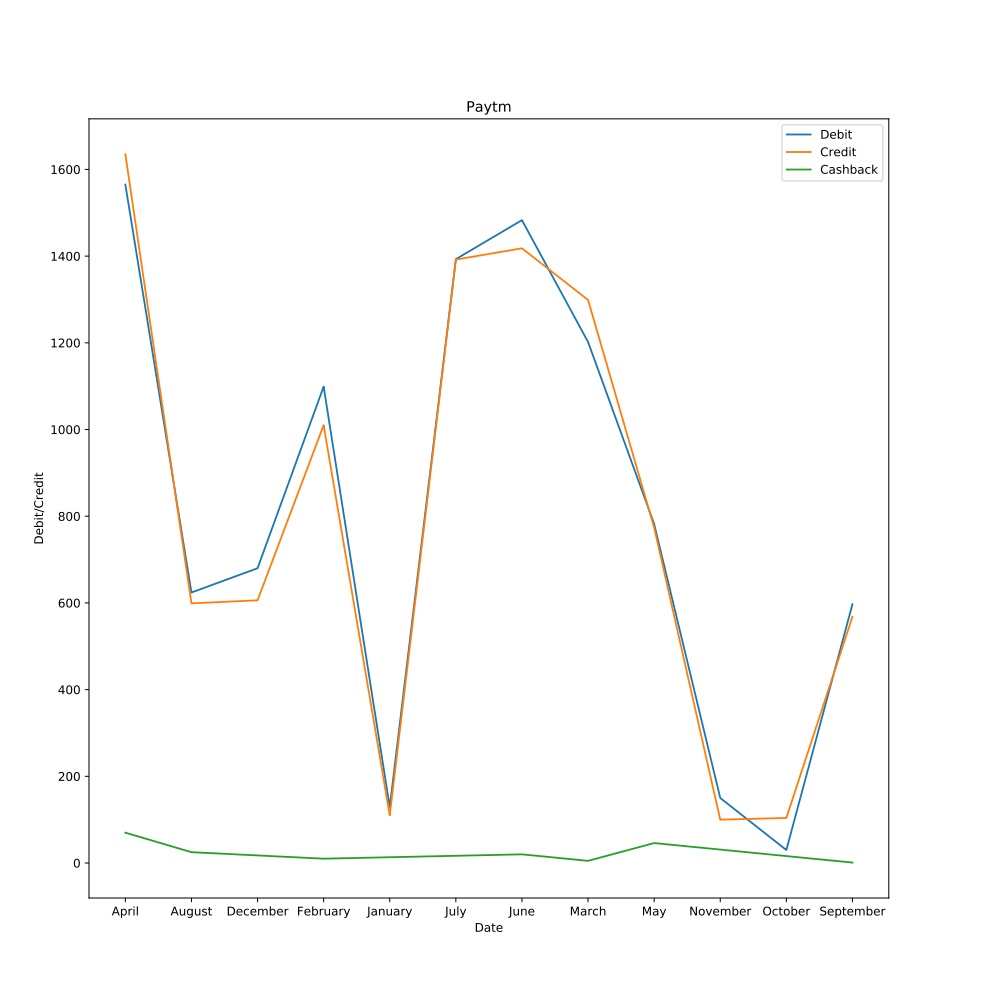 Paytm
Debit
Credit
Cashback
1600
1400
1200
1000
800
600
400
200
0
Debit/Credit
April August December February January July June March May November October September
Date